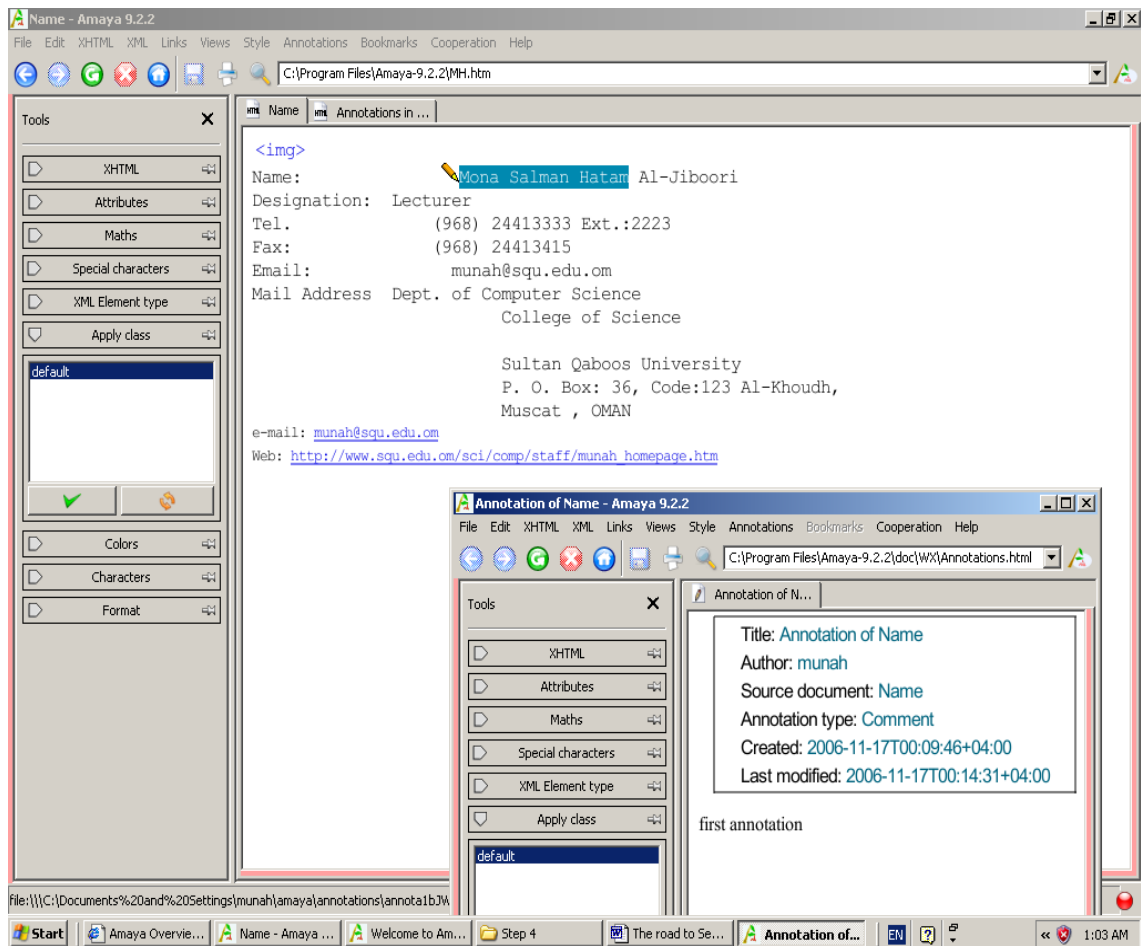 Name - Amaya 9.2.2
File Edit XHTML XML Links Views Style Annotations Bookmarks Cooperation Help
C:\Program Files\Amaya-9.2.2\MH.htm
Tools
XHTML
Attributes
Maths
Special characters
XML Element type
Apply class
default
Colors
Characters
Format
Name
Annotations in ...
<img>
Name: Mona Salman Hatam Al-Jiboori
Designation: Lecturer
Tel. (968) 24413333 Ext.:2223
Fax: (968) 24413415
Email: munah@squ.edu.om
Mail Address Dept. of Computer Science
College of Science
Sultan Qaboos University
P. O. Box: 36, Code:123 Al-Khoudh,
Muscat , OMAN
e-mail: munah@squ.edu.om
Web: http://www.squ.edu.om/sci/comp/staff/munah_homepage.htm
Annotation of Name - Amaya 9.2.2
File Edit XHTML XML Links Views Style Annotations Bookmarks Cooperation Help
C:\Program Files\Amaya-9.2.2\doc\WX\Annotations.html
Tools
XHTML
Attributes
Maths
Special characters
XML Element type
Apply class
default
Annotation of N...
Title: Annotation of Name
Author: munah
Source document: Name
Annotation type: Comment
Created: 2006-11-17T00:09:46+04:00
Last modified: 2006-11-17T00:14:31+04:00
first annotation
file:\\\C:\Documents%20and%20Settings\munah\amaya\annotations\annota1bJW
Start
Amaya Overvie...
Name - Amaya ...
Welcome to Am...
Step 4
The road to Se...
Annotation of...
EN
1:03 AM